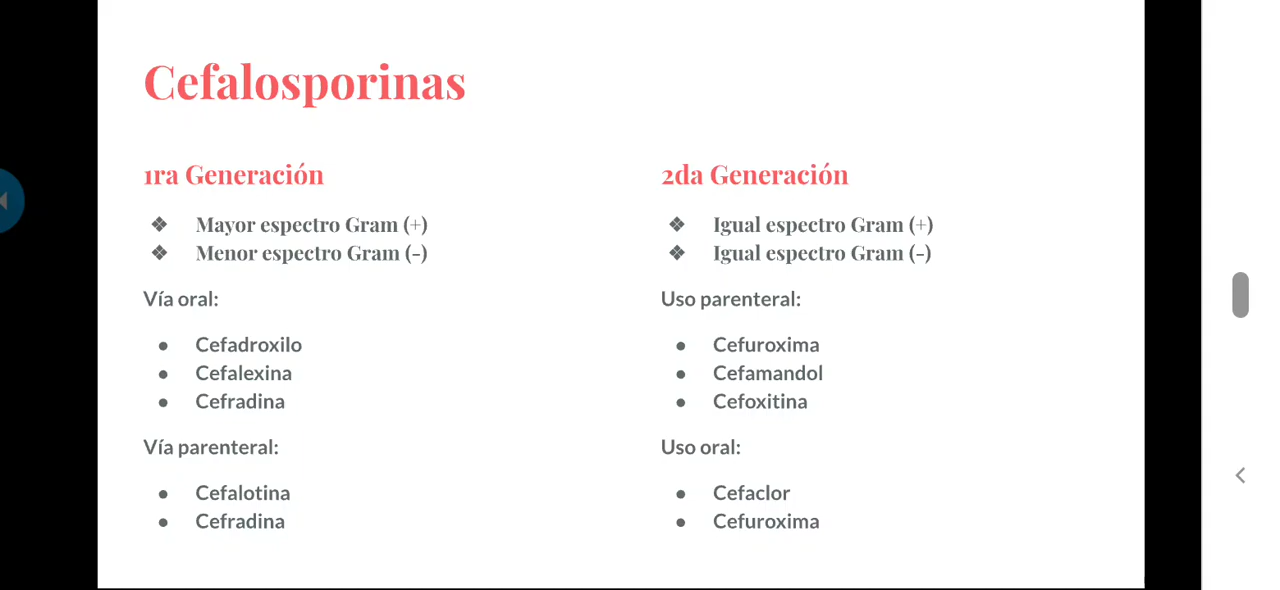 Cefalosporinas
1ra Generación
❖ Mayor espectro Gram (+)
❖ Menor espectro Gram (-)
Vía oral:
● Cefadroxilo
● Cefalexina
● Cefradina
Vía parenteral:
● Cefalotina
● Cefradina
2da Generación
❖ Igual espectro Gram (+)
❖ Igual espectro Gram (-)
Uso parenteral:
● Cefuroxima
● Cefamandol
● Cefoxitina
Uso oral:
● Cefaclor
● Cefuroxima